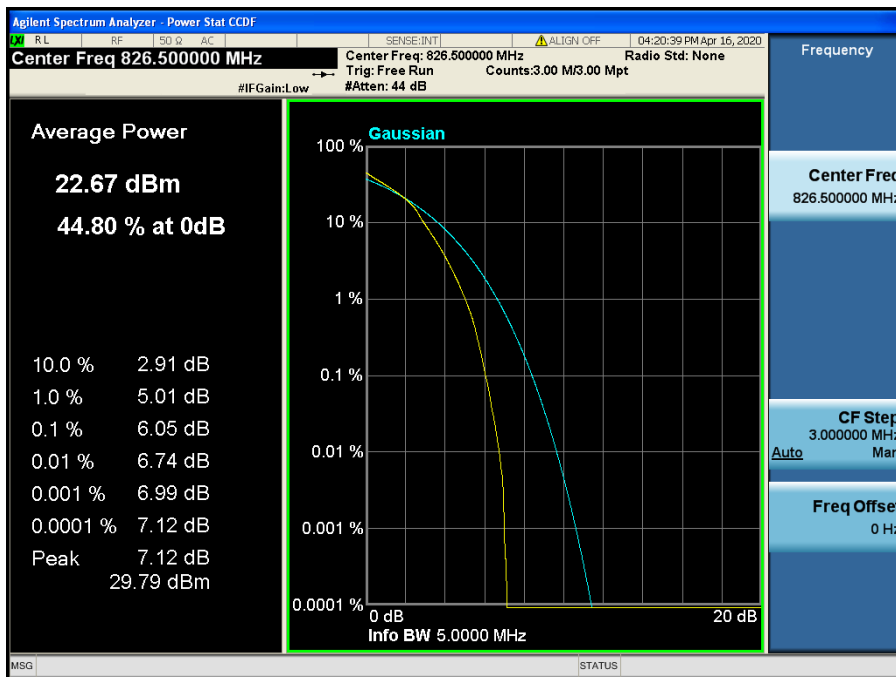 Agilent Spectrum Analyzer - Power Stat CCDF
LXI RL RF 50 Ω AC SENSE:INT ALIGN OFF 04:20:39 PM Apr 16, 2020
Center Freq 826.500000 MHz
Center Freq: 826.500000 MHz Radio Std: None
Trig: Free Run Counts:3.00 M/3.00 Mpt
#IFGain:Low #Atten: 44 dB
Average Power
22.67 dBm
44.80 % at 0dB
10.0 % 2.91 dB
1.0 % 5.01 dB
0.1 % 6.05 dB
0.01 % 6.74 dB
0.001 % 6.99 dB
0.0001 % 7.12 dB
Peak 7.12 dB
29.79 dBm
Gaussian
100 %
10 %
1 %
0.1 %
0.01 %
0.001 %
0.0001 %
0 dB 20 dB
Info BW 5.0000 MHz
Frequency
Center Freq
826.500000 MHz
CF Step
3.000000 MHz
Auto Man
Freq Offset
0 Hz
MSG STATUS